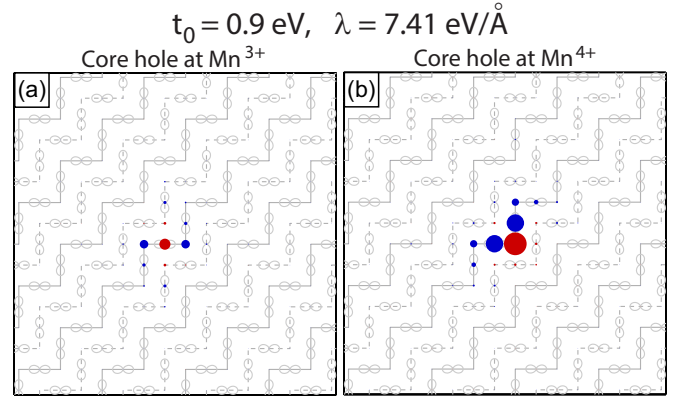 t₀ = 0.9 eV, λ = 7.41 eV/Å
Core hole at Mn³⁺
Core hole at Mn⁴⁺
(a)
(b)